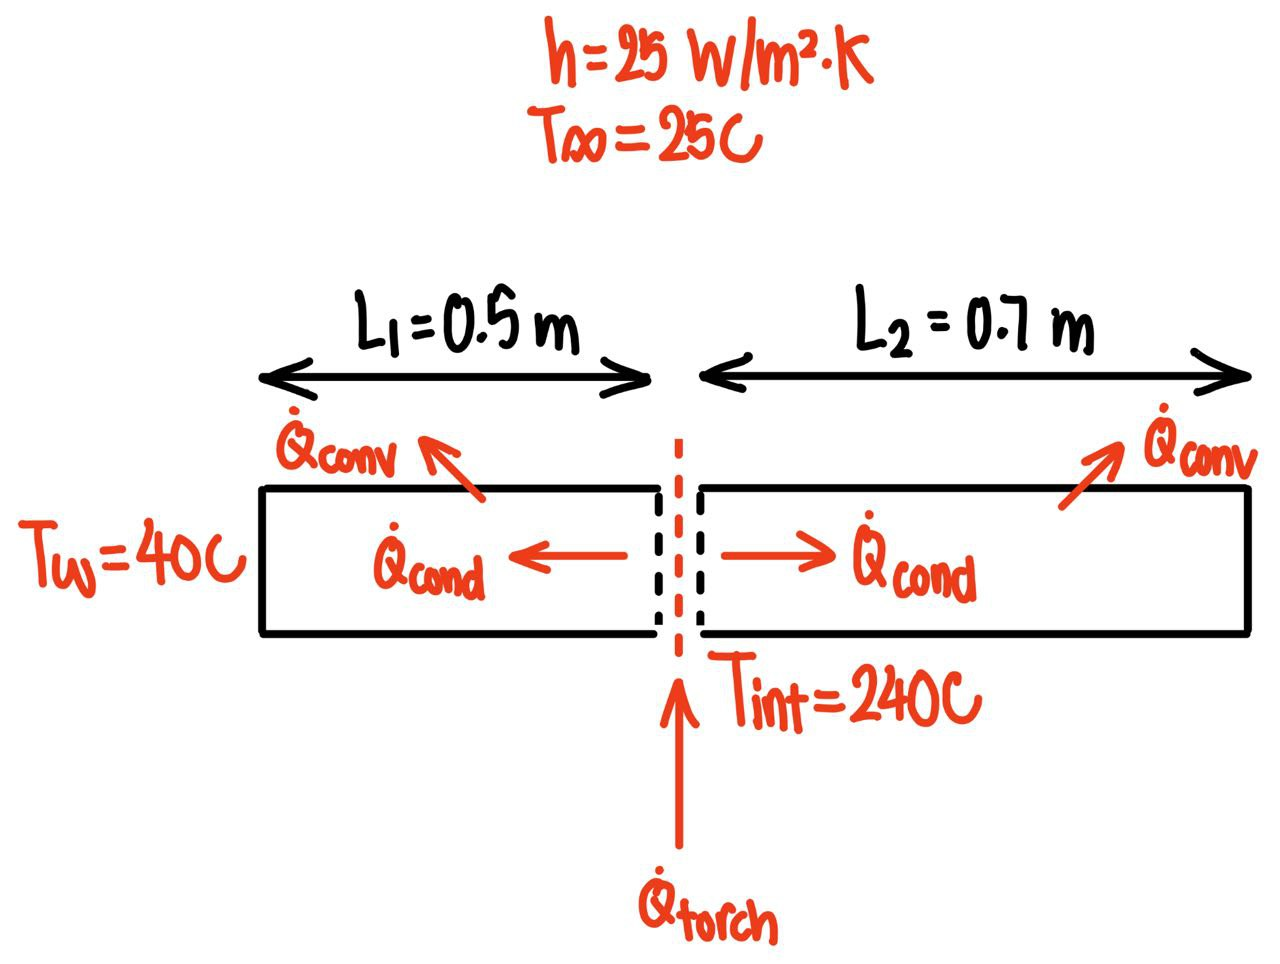 h=25 W/m²·K
T∞=25C
L₁=0.5 m
L₂=0.7 m
Q̇conv
Q̇conv
Tw=40C
Q̇cond
Q̇cond
Tint=240C
Q̇torch